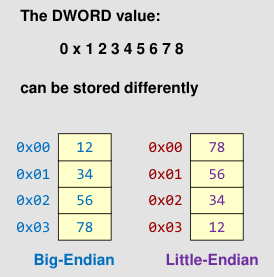 The DWORD value:
0 x 1 2 3 4 5 6 7 8
can be stored differently
0x00 12 0x00 78
0x01 34 0x01 56
0x02 56 0x02 34
0x03 78 0x03 12
Big-Endian Little-Endian